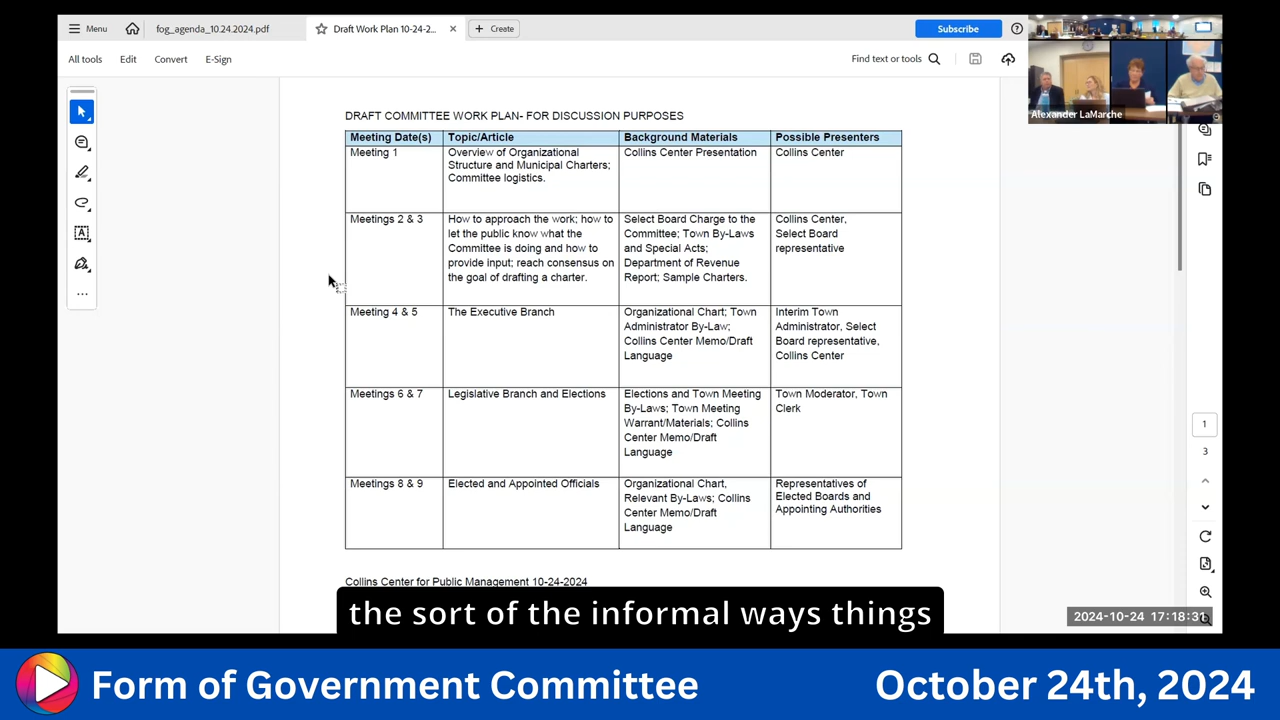 Menu
fog_agenda_10.24.2024.pdf
Draft Work Plan 10-24-2...
Create
Subscribe
All tools
Edit
Convert
E-Sign
Find text or tools
Alexander LaMarche
DRAFT COMMITTEE WORK PLAN- FOR DISCUSSION PURPOSES
Meeting Date(s)
Topic/Article
Background Materials
Possible Presenters
Meeting 1
Overview of Organizational
Structure and Municipal Charters;
Committee logistics.
Collins Center Presentation
Collins Center
Meetings 2 & 3
How to approach the work; how to
let the public know what the
Committee is doing and how to
provide input; reach consensus on
the goal of drafting a charter.
Select Board Charge to the
Committee; Town By-Laws
and Special Acts;
Department of Revenue
Report; Sample Charters.
Collins Center,
Select Board
representative
Meeting 4 & 5
The Executive Branch
Organizational Chart; Town
Administrator By-Law;
Collins Center Memo/Draft
Language
Interim Town
Administrator, Select
Board representative,
Collins Center
Meetings 6 & 7
Legislative Branch and Elections
Elections and Town Meeting
By-Laws; Town Meeting
Warrant/Materials; Collins
Center Memo/Draft
Language
Town Moderator, Town
Clerk
Meetings 8 & 9
Elected and Appointed Officials
Organizational Chart,
Relevant By-Laws; Collins
Center Memo/Draft
Language
Representatives of
Elected Boards and
Appointing Authorities
Collins Center for Public Management 10-24-2024
1
3
the sort of the informal ways things
2024-10-24 17:18:31
Form of Government Committee
October 24th, 2024